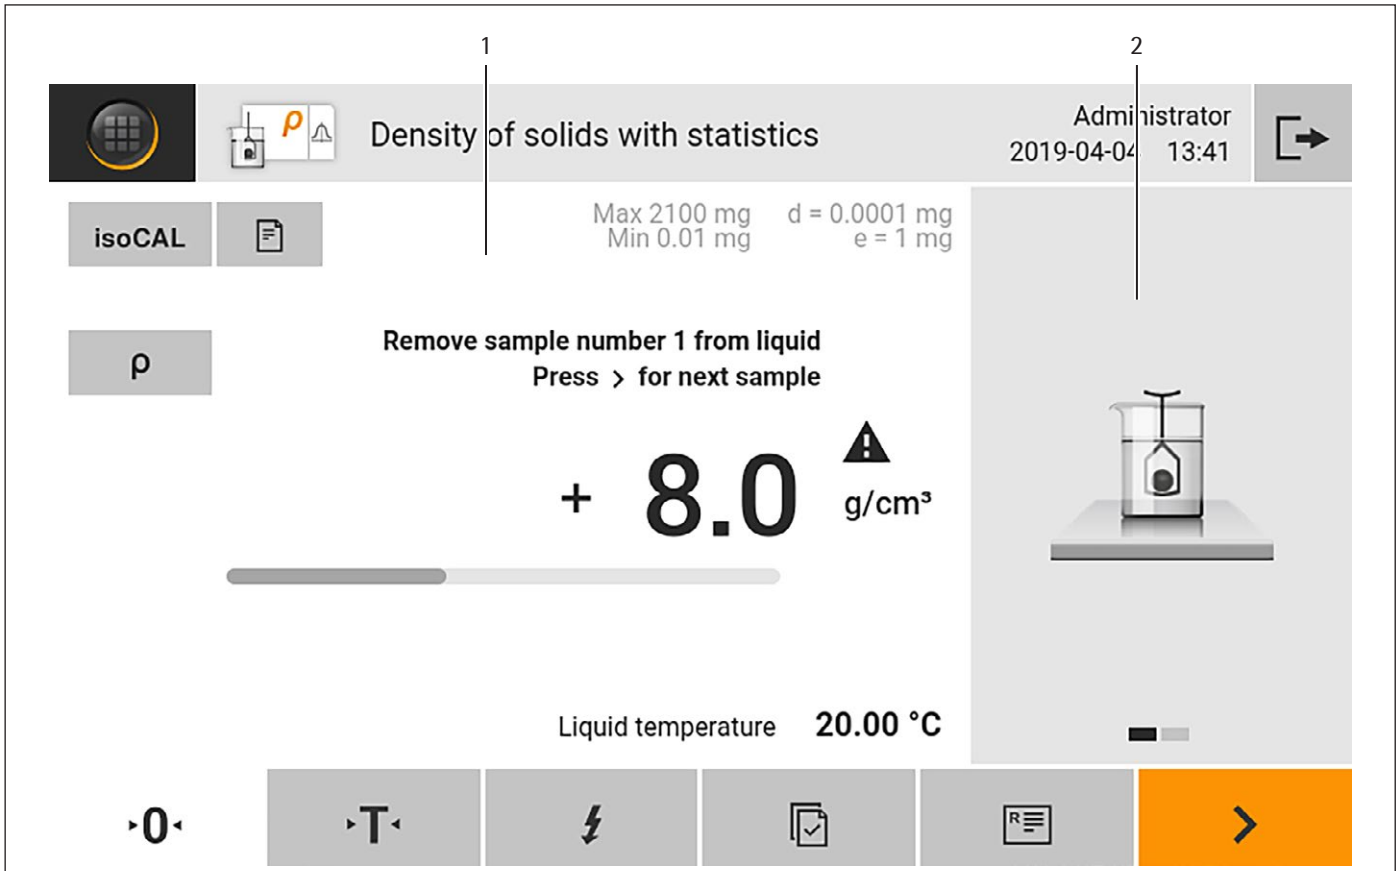 1
2
ρ
Density of solids with statistics
Administrator
2019-04-04 13:41
isoCAL
Max 2100 mg d = 0.0001 mg
Min 0.01 mg e = 1 mg
ρ
Remove sample number 1 from liquid
Press > for next sample
+ 8.0 g/cm³
Liquid temperature 20.00 °C
0
T
R